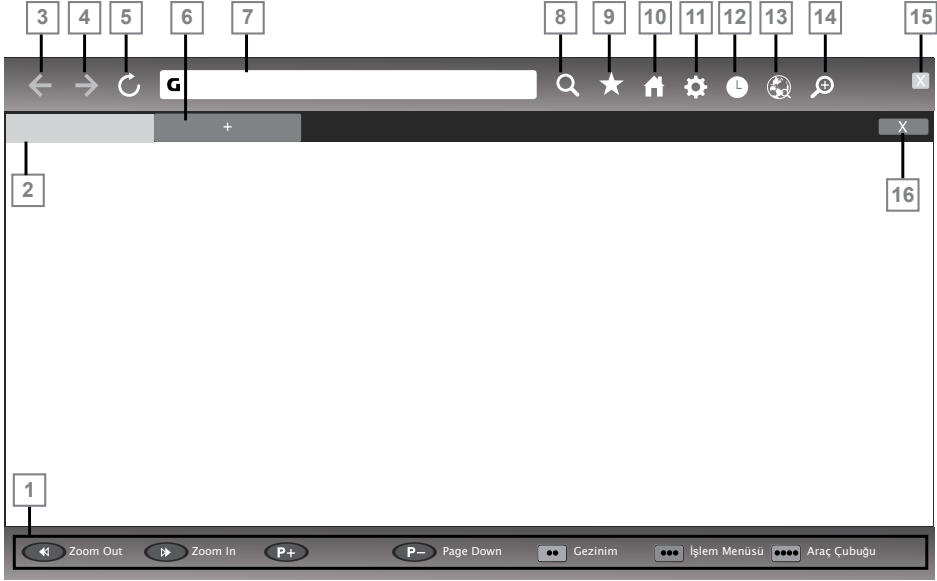 3 4 5 6 7 8 9 10 11 12 13 14 15
G X
+ X
2 16
1
Zoom Out Zoom In P+ P− Page Down Gezinim İşlem Menüsü Araç Çubuğu